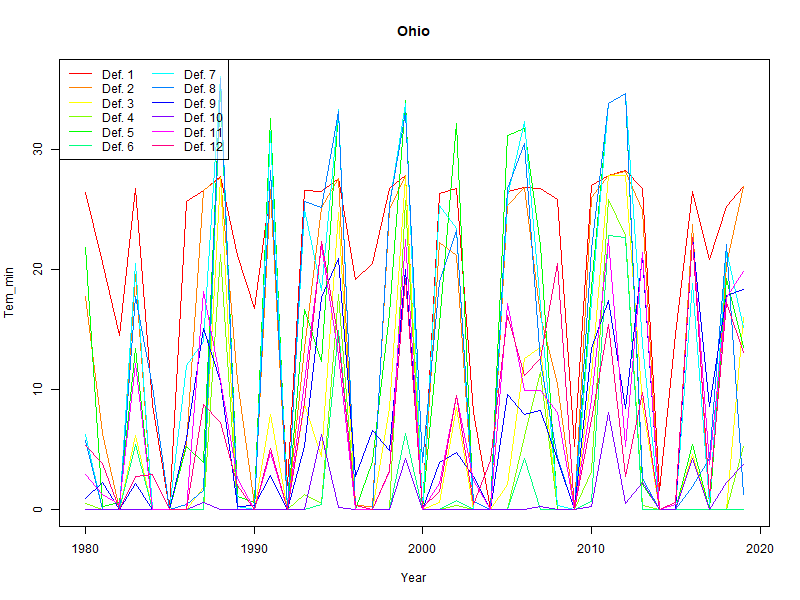 Ohio
Def. 1 Def. 7
Def. 2 Def. 8
Def. 3 Def. 9
Def. 4 Def. 10
Def. 5 Def. 11
Def. 6 Def. 12
Tem_min
30
20
10
0
1980 1990 2000 2010 2020
Year